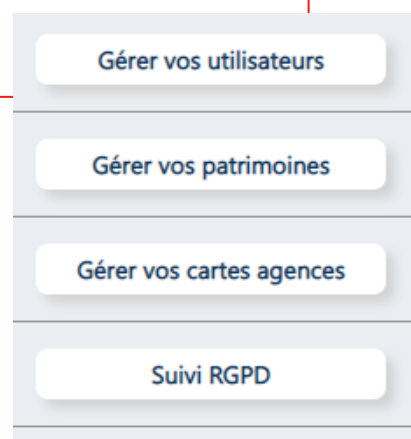 Gérer vos utilisateurs
Gérer vos patrimoines
Gérer vos cartes agences
Suivi RGPD